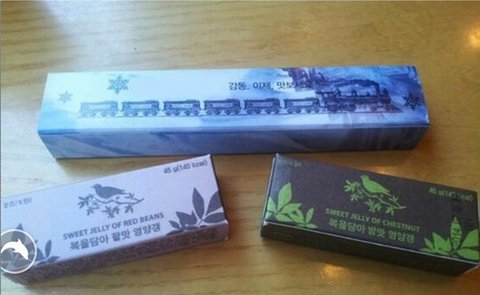 감동, 이제, 맛보세요
45 g(145 kcal)
SWEET JELLY OF RED BEANS
복을담아 팥맛 영양갱
45 g(145 kcal)
SWEET JELLY OF CHESTNUT
복을담아 밤맛 영양갱